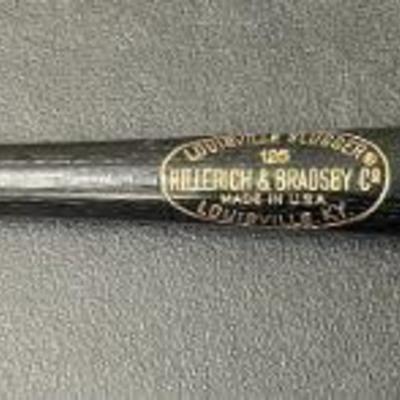 LOUISVILLE SLUGGER®
125
HILLERICH & BRADSBY Cº
MADE IN U.S.A.
LOUISVILLE, KY.